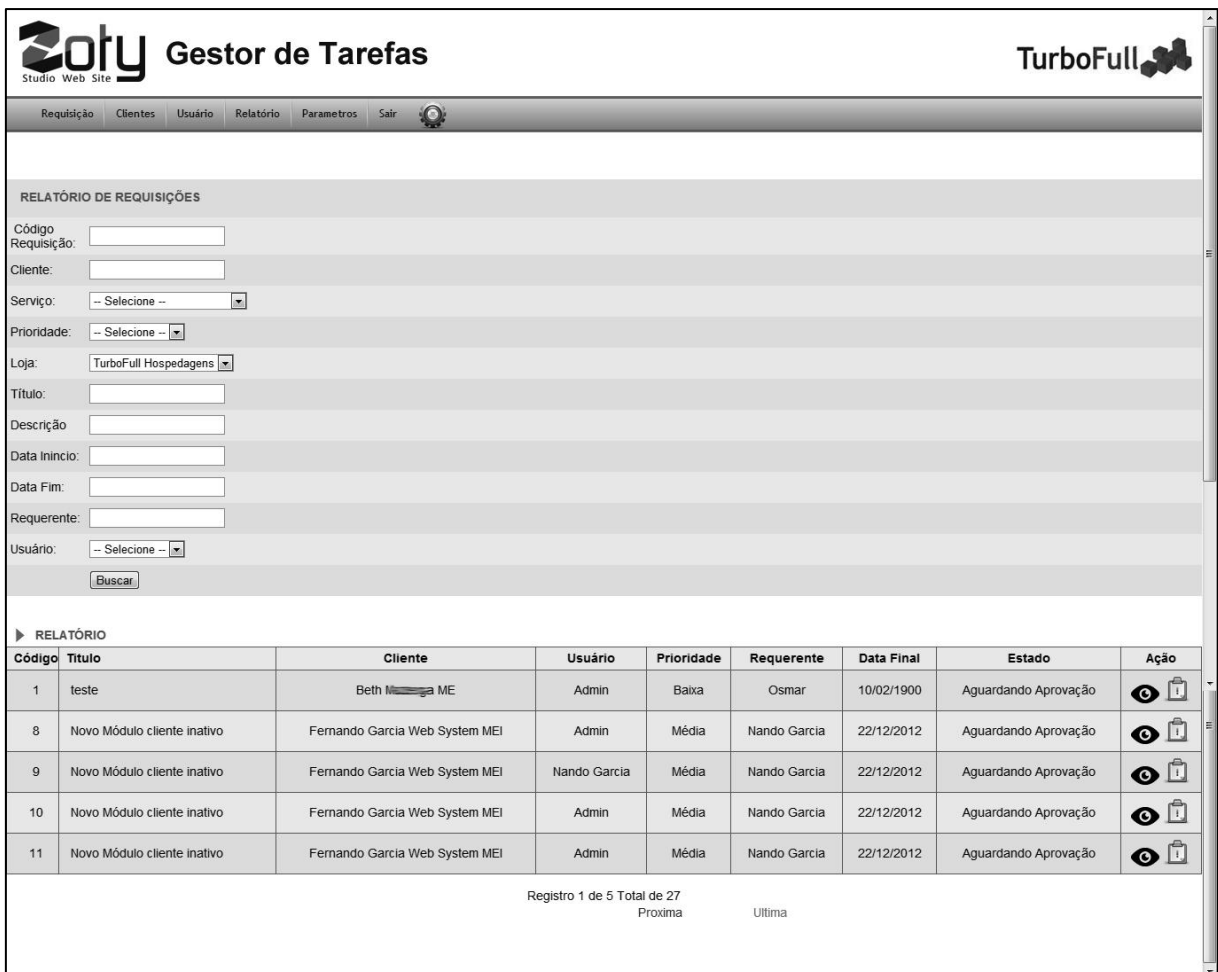 Zoty Gestor de Tarefas
Studio Web Site
TurboFull
Requisição Clientes Usuário Relatório Parametros Sair
RELATÓRIO DE REQUISIÇÕES
Código
Requisição:
Cliente:
Serviço: -- Selecione --
Prioridade: -- Selecione --
Loja: TurboFull Hospedagens
Título:
Descrição
Data Inincio:
Data Fim:
Requerente:
Usuário: -- Selecione --
Buscar
RELATÓRIO
Código Titulo Cliente Usuário Prioridade Requerente Data Final Estado Ação
1 teste Beth ME Admin Baixa Osmar 10/02/1900 Aguardando Aprovação
8 Novo Módulo cliente inativo Fernando Garcia Web System MEI Admin Média Nando Garcia 22/12/2012 Aguardando Aprovação
9 Novo Módulo cliente inativo Fernando Garcia Web System MEI Nando Garcia Média Nando Garcia 22/12/2012 Aguardando Aprovação
10 Novo Módulo cliente inativo Fernando Garcia Web System MEI Admin Média Nando Garcia 22/12/2012 Aguardando Aprovação
11 Novo Módulo cliente inativo Fernando Garcia Web System MEI Admin Média Nando Garcia 22/12/2012 Aguardando Aprovação
Registro 1 de 5 Total de 27
Proxima Ultima